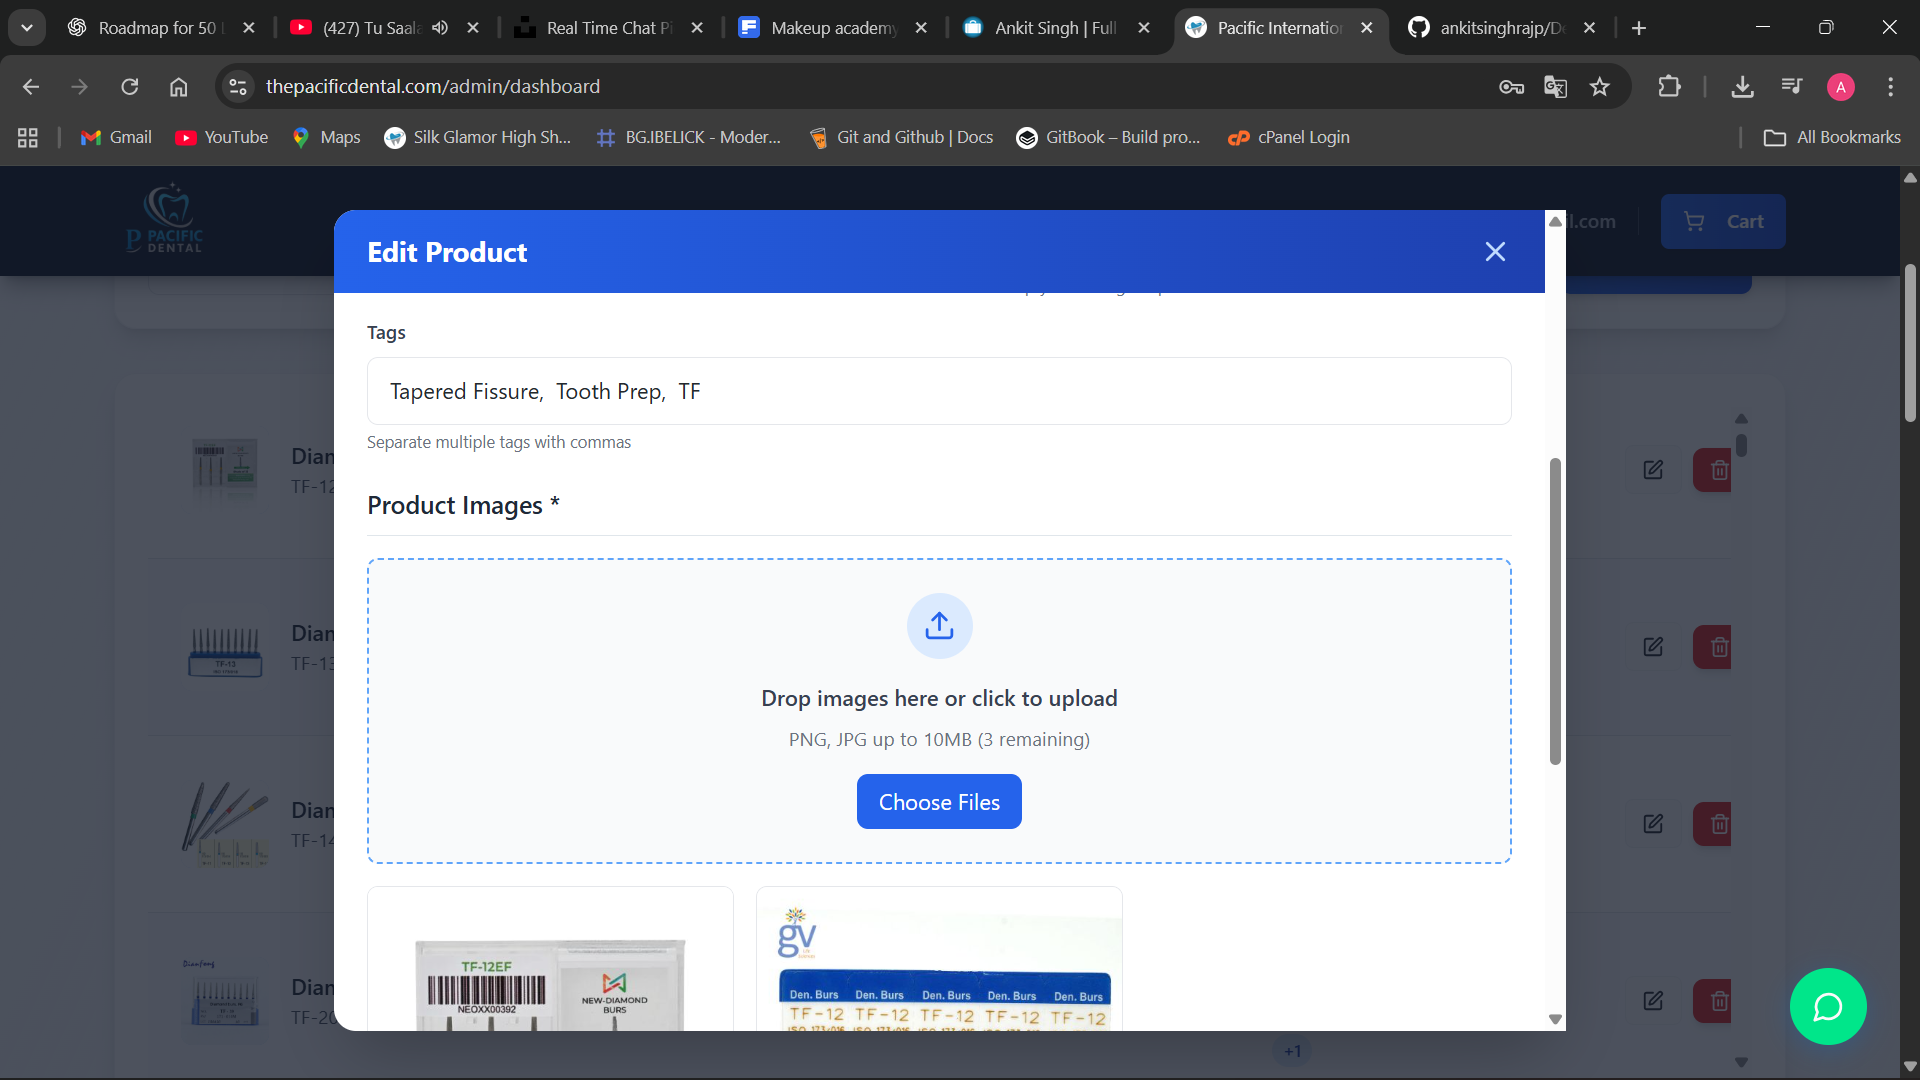 Roadmap for 50
(427) Tu Saala
Real Time Chat Pi
Makeup academy
Ankit Singh | Full
Pacific Internation
ankitsinghrajp/De
thepacificdental.com/admin/dashboard
A
Gmail
YouTube
Maps
Silk Glamor High Sh...
BG.IBELICK - Moder...
Git and Github | Docs
GitBook – Build pro...
cPanel Login
All Bookmarks
PACIFIC
DENTAL
l.com
Cart
Edit Product
Tags
Tapered Fissure, Tooth Prep, TF
Separate multiple tags with commas
Product Images *
Drop images here or click to upload
PNG, JPG up to 10MB (3 remaining)
Choose Files
Dian
TF-12
Dian
TF-13
TF-13
Dian
TF-14
Dian
TF-20
TF-12EF
NEOXX00392
NEW-DIAMOND
BURS
gv
Den. Burs Den. Burs Den. Burs Den. Burs Den. Burs
TF-12 TF-12 TF-12 TF-12 TF-12
+1